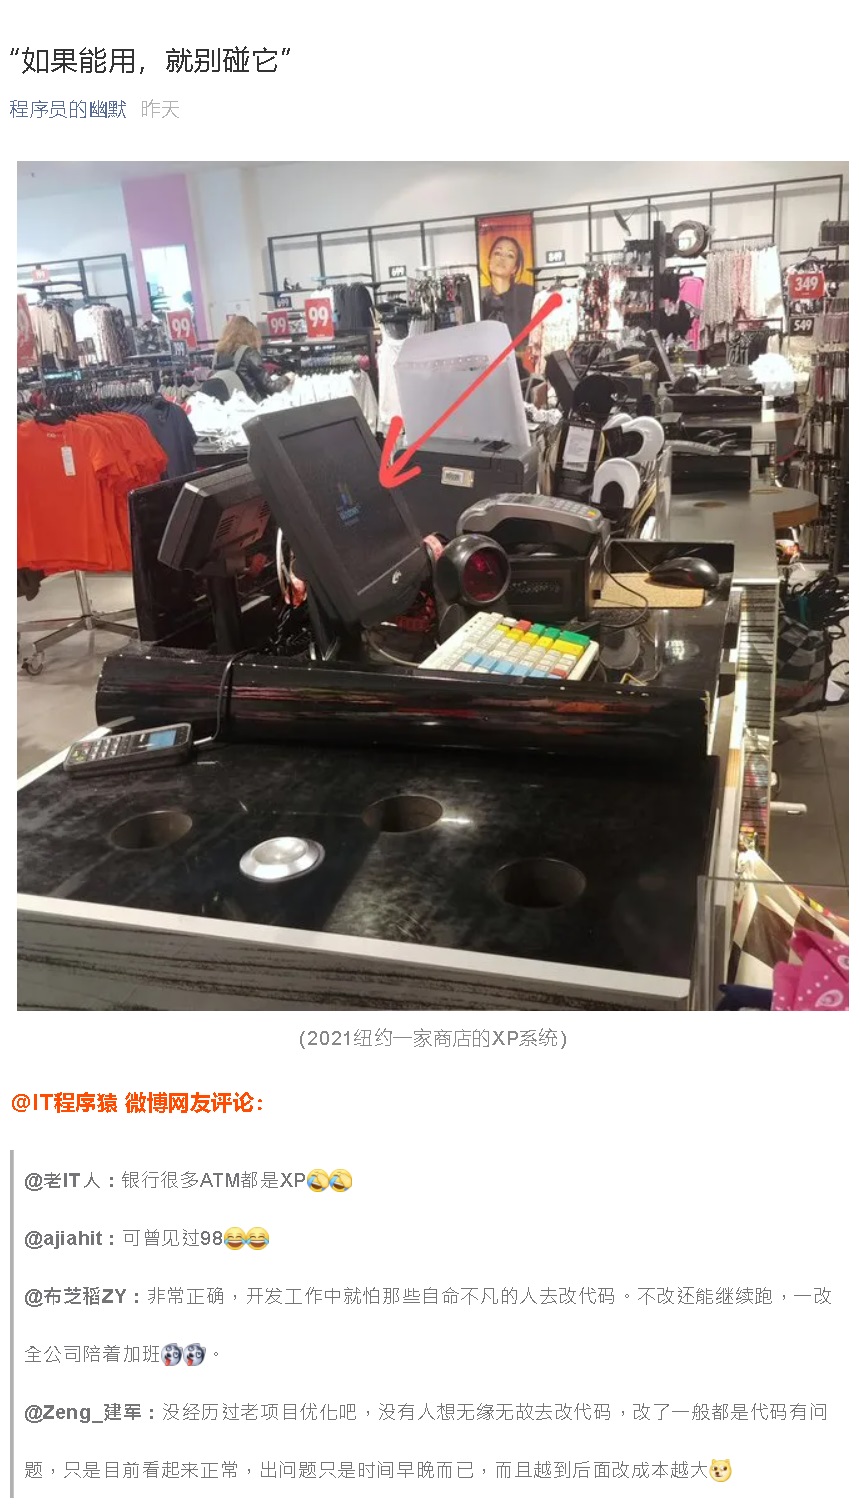 “如果能用，就别碰它”
程序员的幽默 昨天
699
649
99
99
99
399
349
549
(2021纽约一家商店的XP系统)
@IT程序猿 微博网友评论：
@老IT人：银行很多ATM都是XP🤣🤣
@ajiahit：可曾见过98😂😂
@布芝稻ZY：非常正确，开发工作中就怕那些自命不凡的人去改代码。不改还能继续跑，一改
全公司陪着加班👻👻。
@Zeng_建军：没经历过老项目优化吧，没有人想无缘无故去改代码，改了一般都是代码有问
题，只是目前看起来正常，出问题只是时间早晚而已，而且越到后面改成本越大🐶